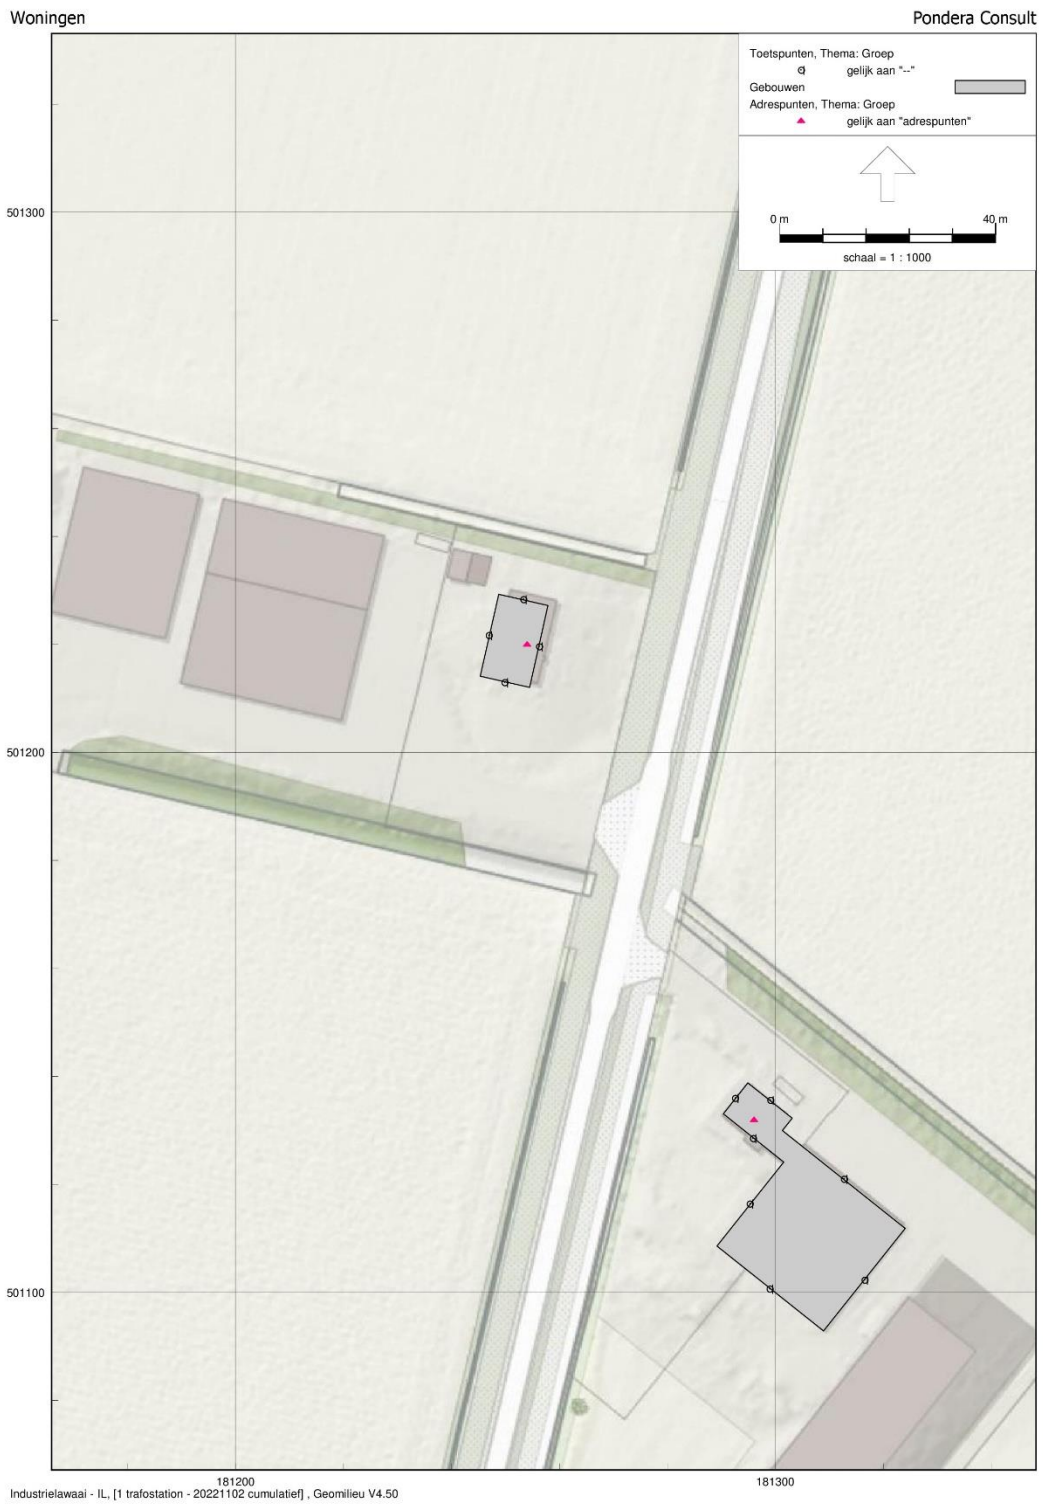 Woningen
Pondera Consult
Toetspunten, Thema: Groep
gelijk aan "--"
Gebouwen
Adrespunten, Thema: Groep
gelijk aan "adrespunten"
0 m
40 m
schaal = 1 : 1000
501300
501200
501100
181200
181300
Industrielawaai - IL, [1 trafostation - 20221102 cumulatief] , Geomilieu V4.50